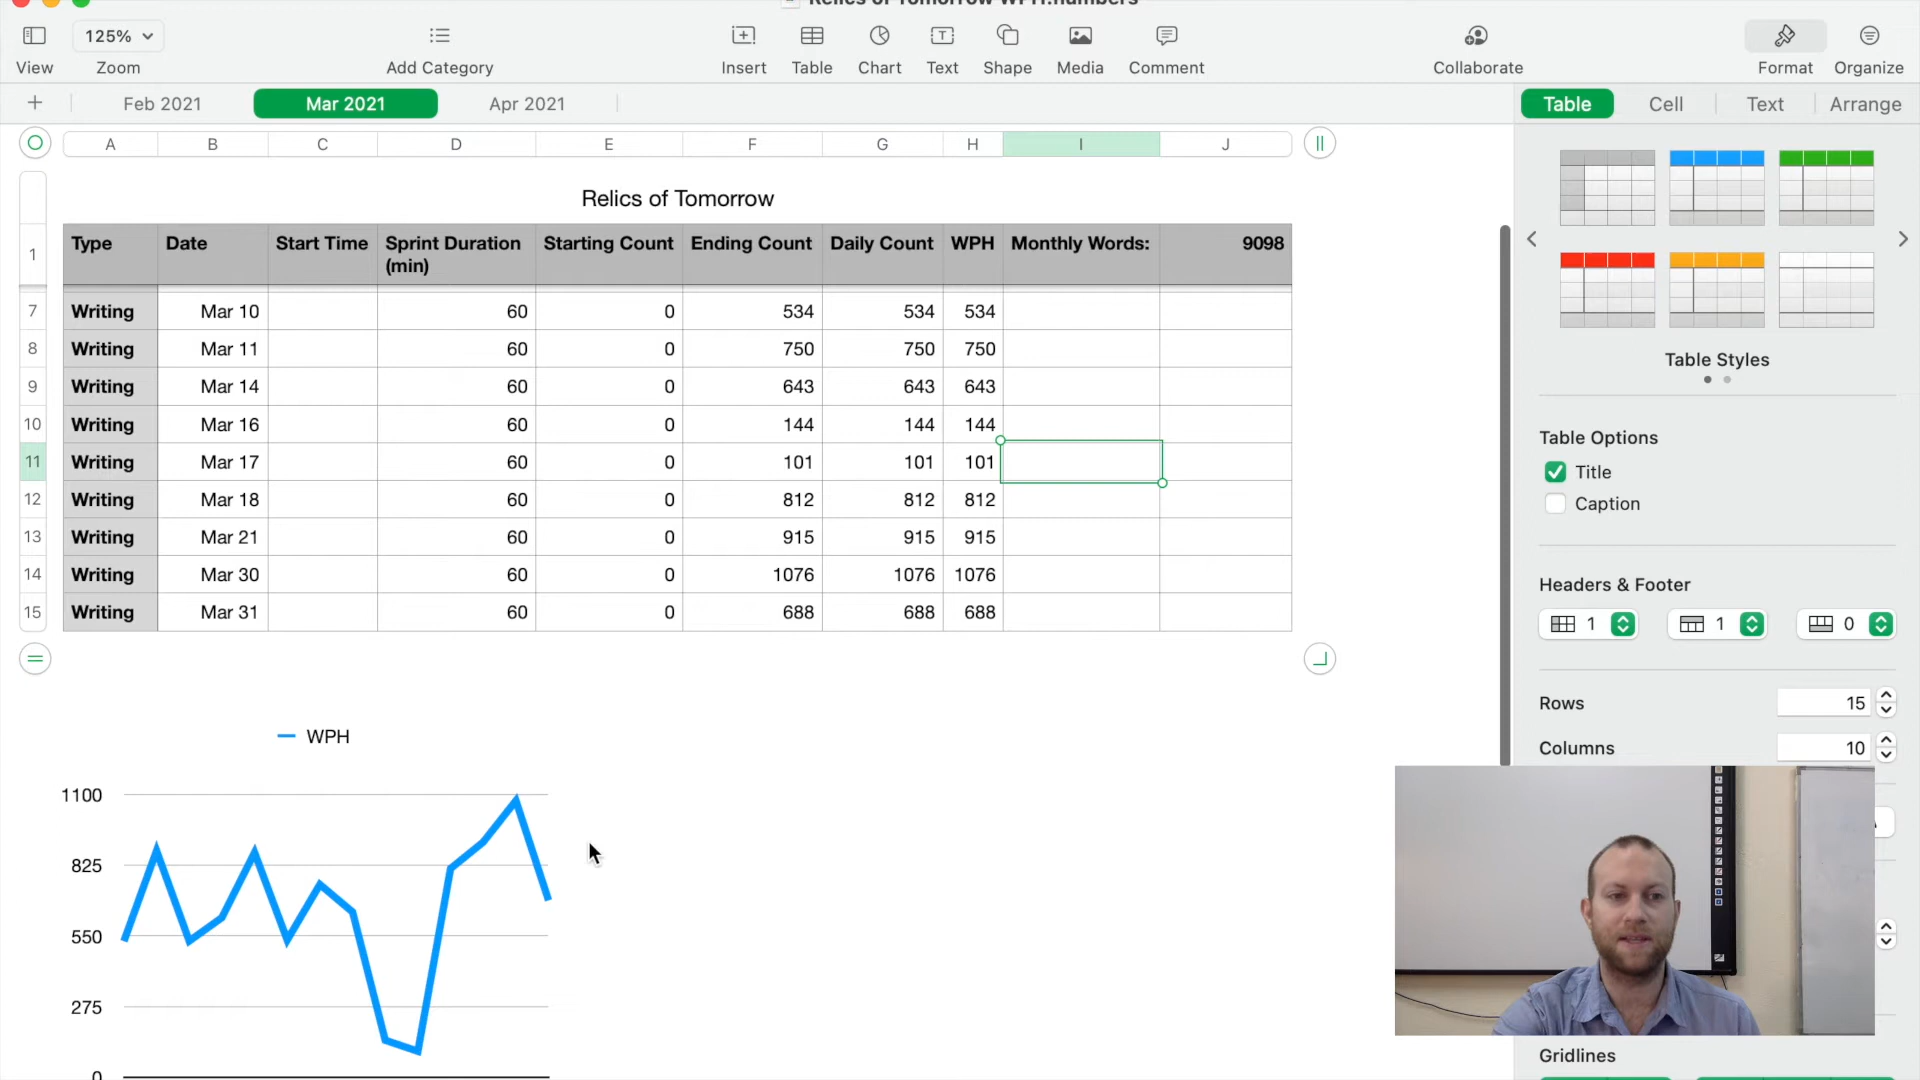 Relics of Tomorrow WPH.numbers
125%
View
Zoom
Add Category
Insert
Table
Chart
Text
Shape
Media
Comment
Collaborate
Format
Organize
Feb 2021
Mar 2021
Apr 2021
Table
Cell
Text
Arrange
A B C D E F G H I J
Relics of Tomorrow
1 Type Date Start Time Sprint Duration (min) Starting Count Ending Count Daily Count WPH Monthly Words: 9098
7 Writing Mar 10 60 0 534 534 534
8 Writing Mar 11 60 0 750 750 750
9 Writing Mar 14 60 0 643 643 643
10 Writing Mar 16 60 0 144 144 144
11 Writing Mar 17 60 0 101 101 101
12 Writing Mar 18 60 0 812 812 812
13 Writing Mar 21 60 0 915 915 915
14 Writing Mar 30 60 0 1076 1076 1076
15 Writing Mar 31 60 0 688 688 688
WPH
1100
825
550
275
0
Table Styles
Table Options
Title
Caption
Headers & Footer
1 1 0
Rows 15
Columns 10
Gridlines